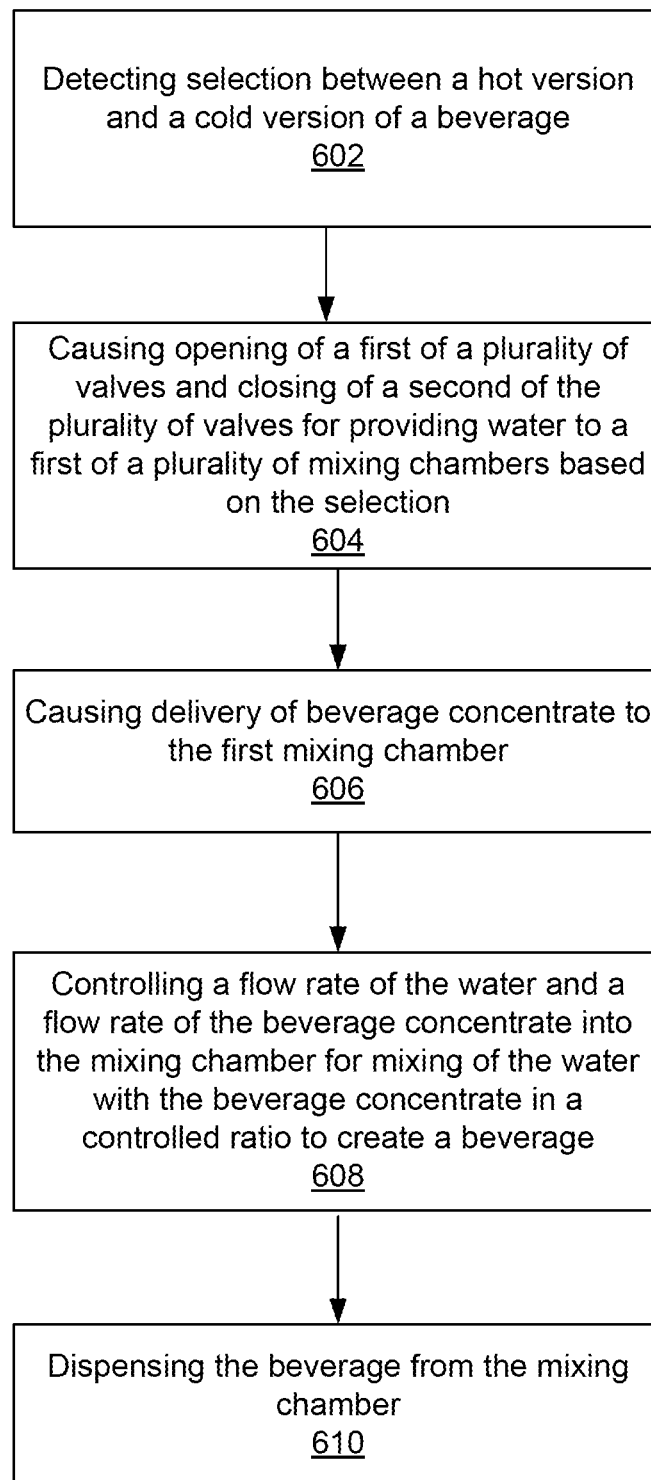 Detecting selection between a hot version
and a cold version of a beverage
602
Causing opening of a first of a plurality of
valves and closing of a second of the
plurality of valves for providing water to a
first of a plurality of mixing chambers based
on the selection
604
Causing delivery of beverage concentrate to
the first mixing chamber
606
Controlling a flow rate of the water and a
flow rate of the beverage concentrate into
the mixing chamber for mixing of the water
with the beverage concentrate in a
controlled ratio to create a beverage
608
Dispensing the beverage from the mixing
chamber
610